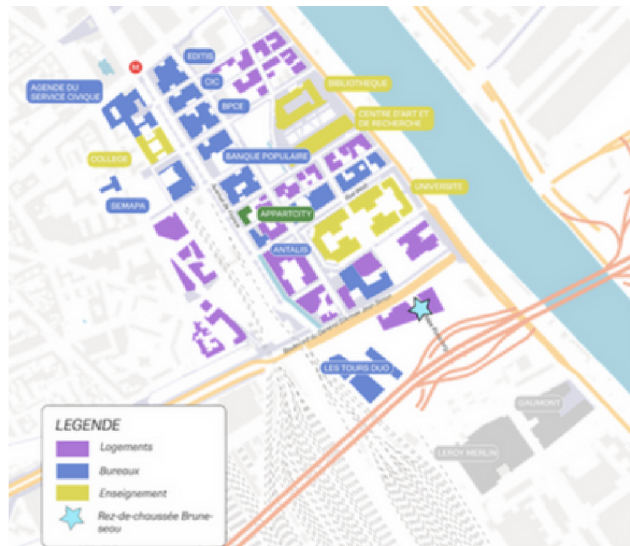 EDITIS
M
CIC
AGENDE DU
SERVICE CIVIQUE
BPCE
BIBLIOTHEQUE
CENTRE D'ART ET
DE RECHERCHE
COLLEGE
BANQUE POPULAIRE
UNIVERSITE
SEMAPA
APPARTCITY
ANTALIS
LES TOURS DUO
GAUMONT
LEROY MERLIN
LEGENDE
Logements
Bureaux
Enseignement
Rez-de-chaussée Brune-
seau